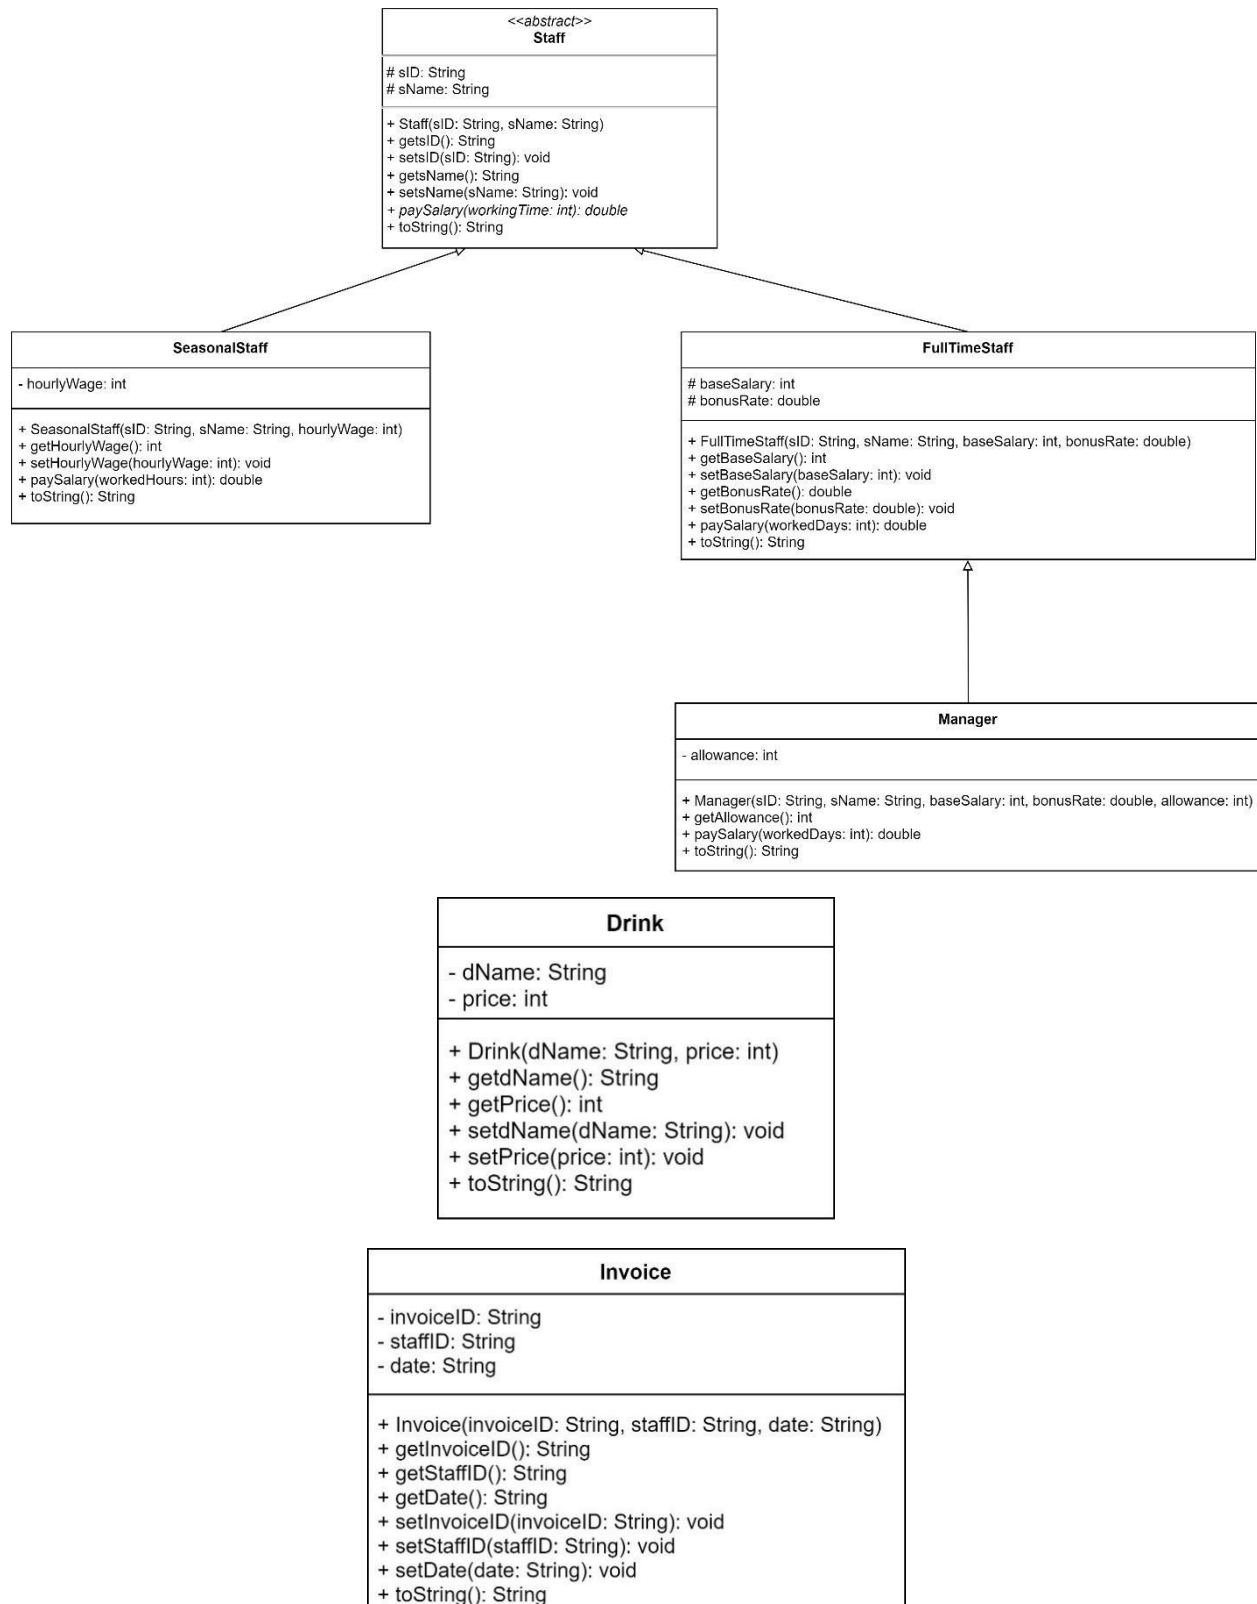 <<abstract>>
Staff
# sID: String
# sName: String
+ Staff(sID: String, sName: String)
+ getsID(): String
+ setsID(sID: String): void
+ getsName(): String
+ setsName(sName: String): void
+ paySalary(workingTime: int): double
+ toString(): String
SeasonalStaff
- hourlyWage: int
+ SeasonalStaff(sID: String, sName: String, hourlyWage: int)
+ getHourlyWage(): int
+ setHourlyWage(hourlyWage: int): void
+ paySalary(workedHours: int): double
+ toString(): String
FullTimeStaff
# baseSalary: int
# bonusRate: double
+ FullTimeStaff(sID: String, sName: String, baseSalary: int, bonusRate: double)
+ getBaseSalary(): int
+ setBaseSalary(baseSalary: int): void
+ getBonusRate(): double
+ setBonusRate(bonusRate: double): void
+ paySalary(workedDays: int): double
+ toString(): String
Manager
- allowance: int
+ Manager(sID: String, sName: String, baseSalary: int, bonusRate: double, allowance: int)
+ getAllowance(): int
+ paySalary(workedDays: int): double
+ toString(): String
Drink
- dName: String
- price: int
+ Drink(dName: String, price: int)
+ getdName(): String
+ getPrice(): int
+ setdName(dName: String): void
+ setPrice(price: int): void
+ toString(): String
Invoice
- invoiceID: String
- staffID: String
- date: String
+ Invoice(invoiceID: String, staffID: String, date: String)
+ getInvoiceID(): String
+ getStaffID(): String
+ getDate(): String
+ setInvoiceID(invoiceID: String): void
+ setStaffID(staffID: String): void
+ setDate(date: String): void
+ toString(): String